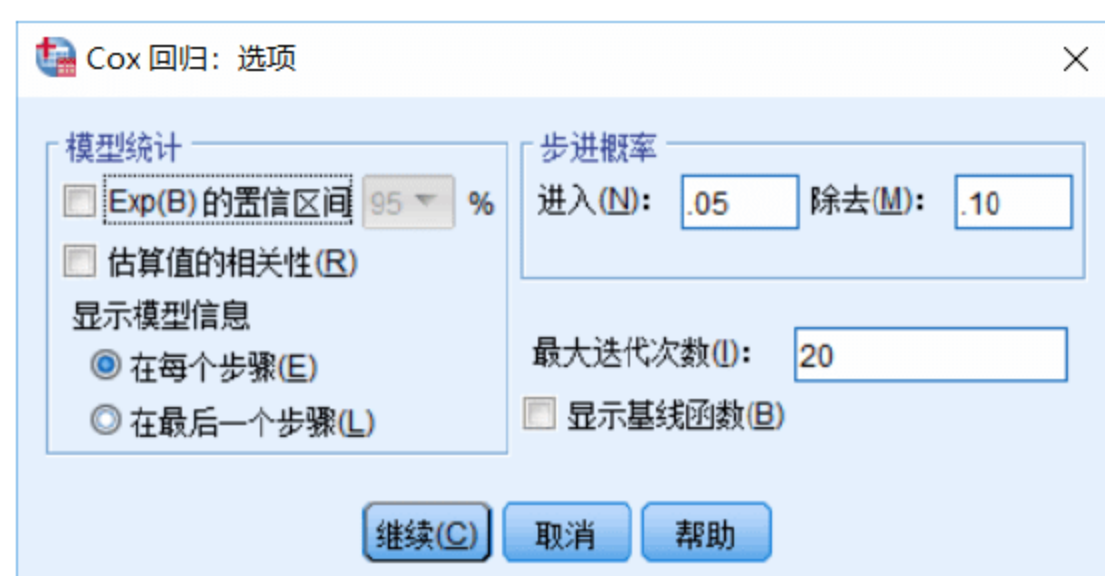 Cox 回归：选项
模型统计
Exp(B) 的置信区间 95 %
估算值的相关性(R)
显示模型信息
在每个步骤(E)
在最后一个步骤(L)
步进概率
进入(N)： .05 除去(M)： .10
最大迭代次数(I)： 20
显示基线函数(B)
继续(C) 取消 帮助